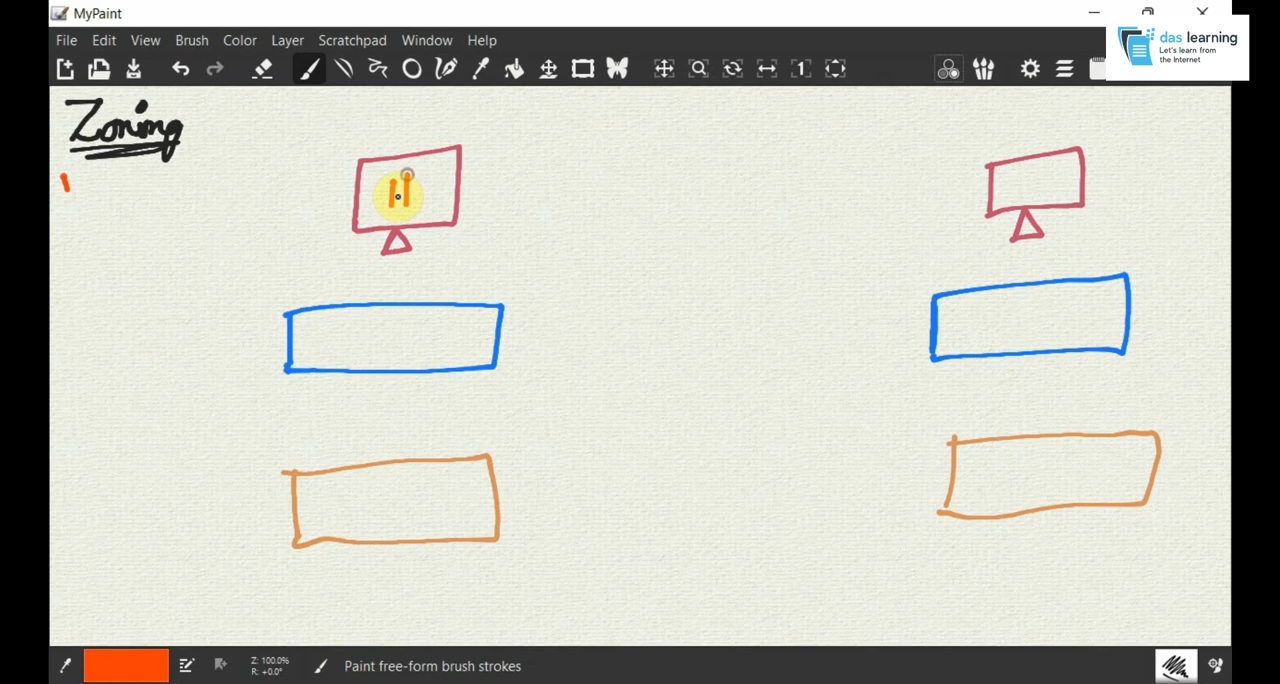 MyPaint
File Edit View Brush Color Layer Scratchpad Window Help
das learning
Let's learn from
the Internet
Zoning
Z: 100.0%
R: +0.0°
Paint free-form brush strokes